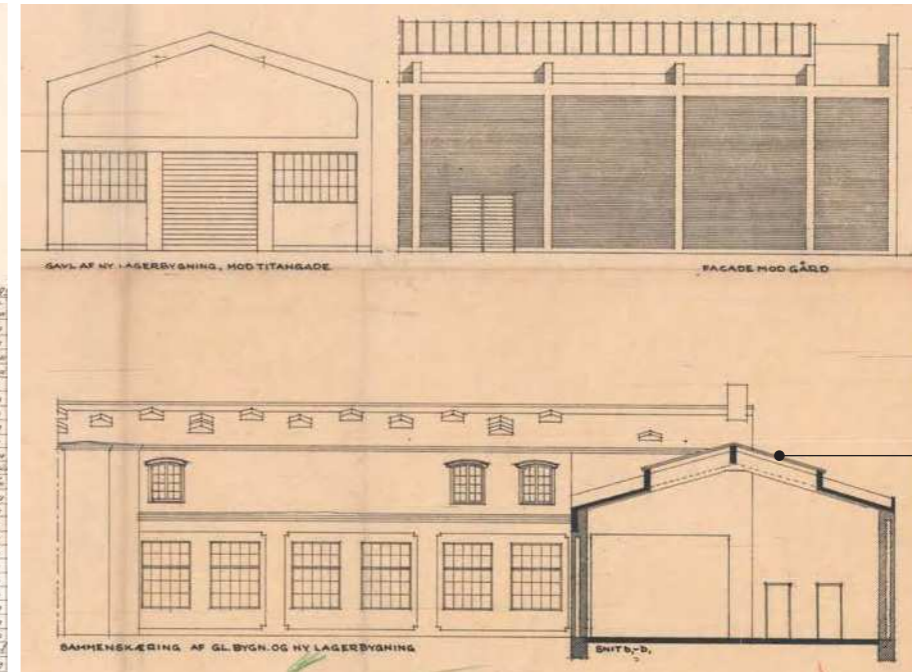 GAVL AF NY LAGERBYGNING, MOD TITANGADE
FACADE MOD GÅRD
SAMMENSKÆRING AF GL. BYGN. OG NY LAGERBYGNING
SNIT D,-D,